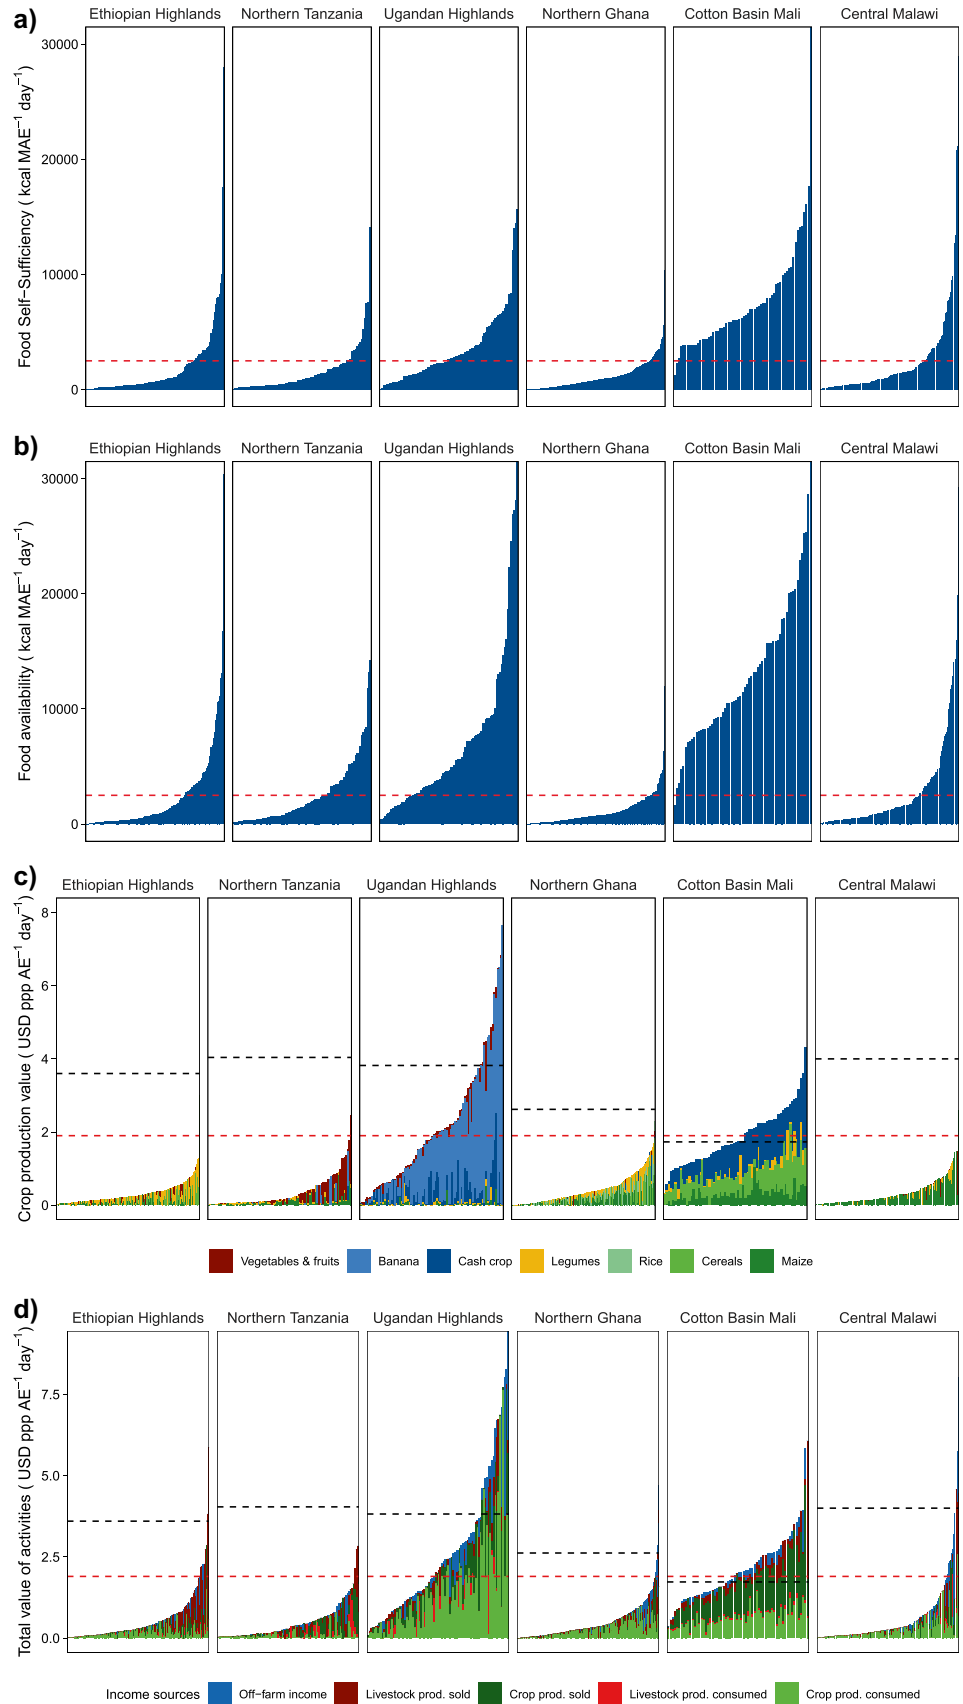 a)
Ethiopian Highlands Northern Tanzania Ugandan Highlands Northern Ghana Cotton Basin Mali Central Malawi
Food Self−Sufficiency ( kcal MAE−1 day−1)
30000
20000
10000
0
b)
Ethiopian Highlands Northern Tanzania Ugandan Highlands Northern Ghana Cotton Basin Mali Central Malawi
Food availability ( kcal MAE−1 day−1)
30000
20000
10000
0
c)
Ethiopian Highlands Northern Tanzania Ugandan Highlands Northern Ghana Cotton Basin Mali Central Malawi
Crop production value ( USD ppp AE−1 day−1)
8
6
4
2
0
Vegetables & fruits Banana Cash crop Legumes Rice Cereals Maize
d)
Ethiopian Highlands Northern Tanzania Ugandan Highlands Northern Ghana Cotton Basin Mali Central Malawi
Total value of activities ( USD ppp AE−1 day−1)
7.5
5.0
2.5
0.0
Income sources Off−farm income Livestock prod. sold Crop prod. sold Livestock prod. consumed Crop prod. consumed